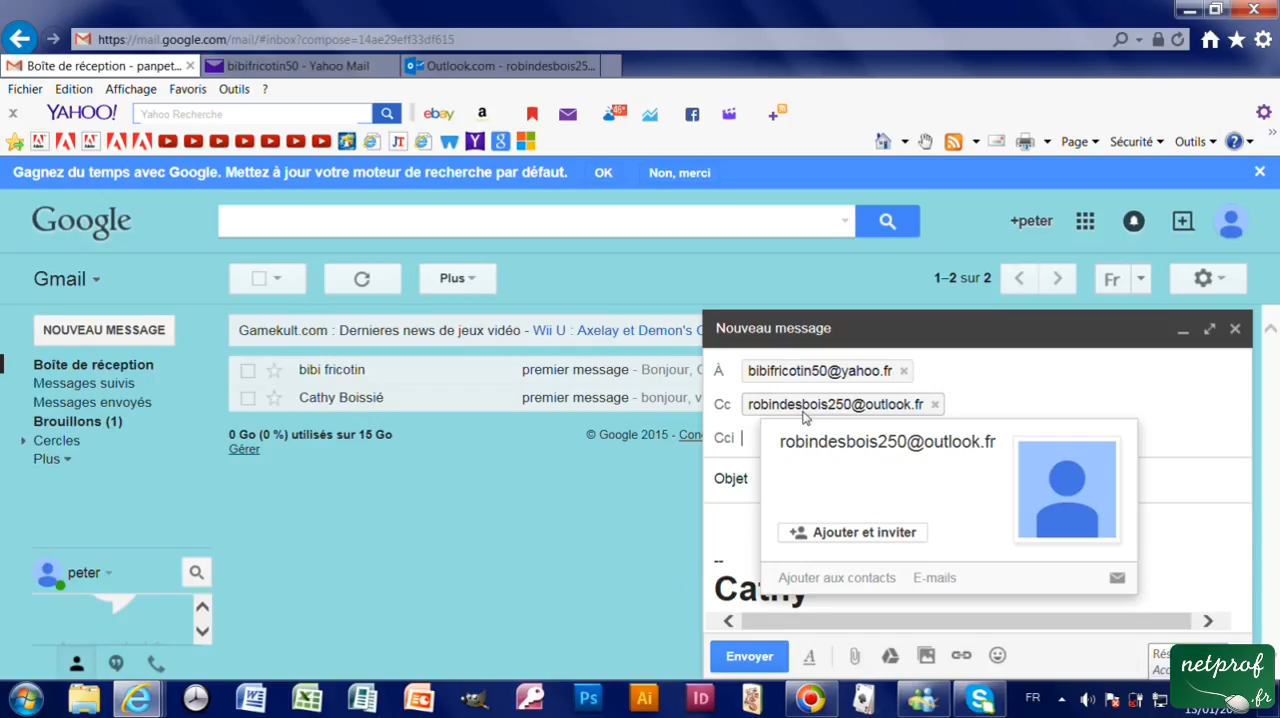 https://mail.google.com/mail/#inbox?compose=14ae29eff33df615
Boîte de réception - panpet...
bibifricotin50 - Yahoo Mail
Outlook.com - robindesbois25...
Fichier Edition Affichage Favoris Outils ?
x YAHOO! Yahoo Recherche ebay a
Page Sécurité Outils
Gagnez du temps avec Google. Mettez à jour votre moteur de recherche par défaut. OK Non, merci
Google
+peter
Gmail
Plus
1–2 sur 2
Fr
NOUVEAU MESSAGE
Boîte de réception
Messages suivis
Messages envoyés
Brouillons (1)
Cercles
Plus
Gamekult.com : Dernieres news de jeux vidéo - Wii U : Axelay et Demon's
bibi fricotin premier message - Bonjour,
Cathy Boissié premier message - bonjour, v
0 Go (0 %) utilisés sur 15 Go
Gérer
© Google 2015 - Con
peter
Nouveau message
À bibifricotin50@yahoo.fr
Cc robindesbois250@outlook.fr
Cci
robindesbois250@outlook.fr
Objet
Ajouter et inviter
Ajouter aux contacts E-mails
--
Cathy
Envoyer
netprof
.fr
FR
Ps Ai Id